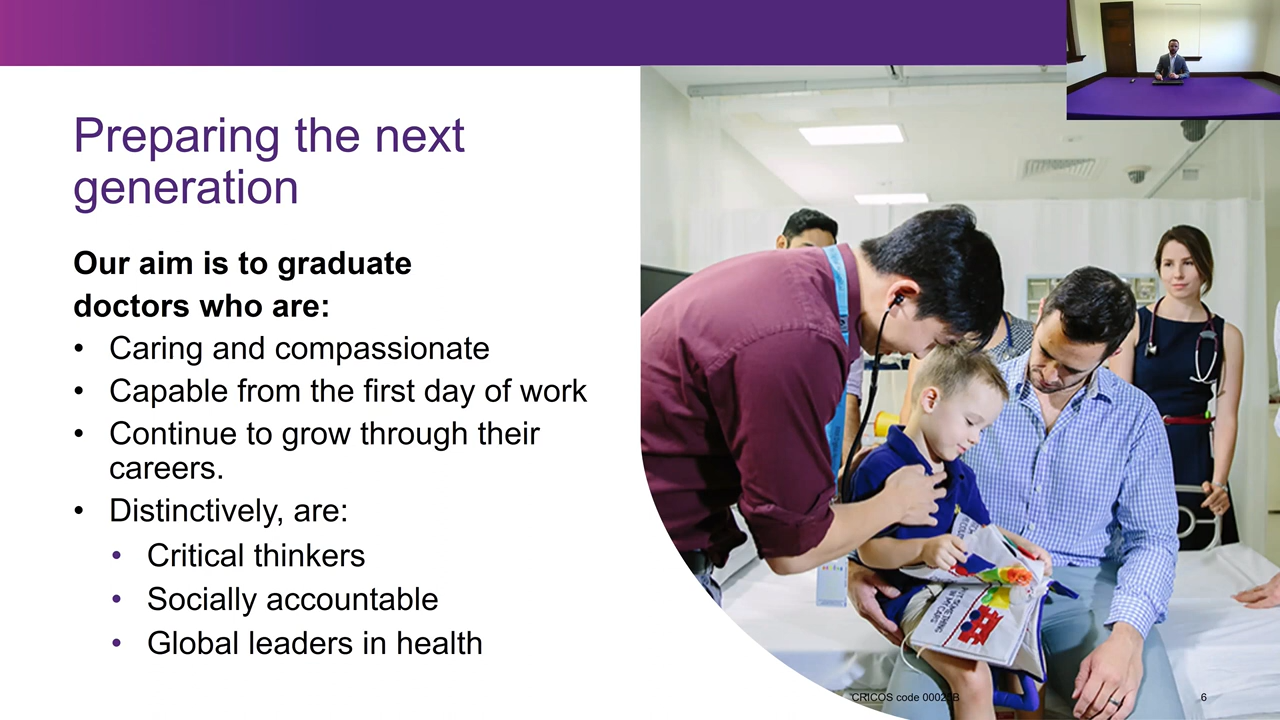 Preparing the next
generation
Our aim is to graduate
doctors who are:
• Caring and compassionate
• Capable from the first day of work
• Continue to grow through their
careers.
• Distinctively, are:
• Critical thinkers
• Socially accountable
• Global leaders in health
CRICOS code
6